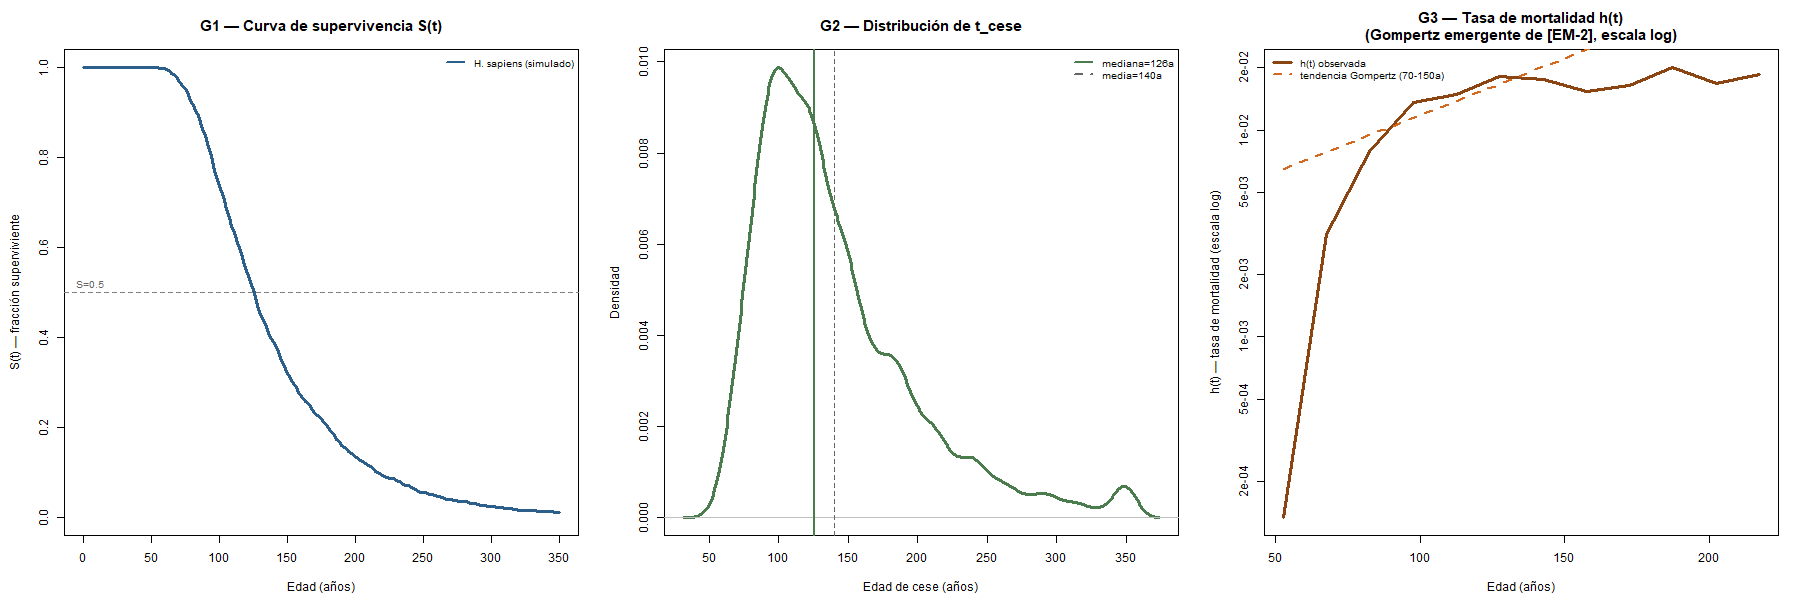 G1 — Curva de supervivencia S(t)
H. sapiens (simulado)
S=0.5
S(t) — fracción superviviente
0.0
0.2
0.4
0.6
0.8
1.0
0 50 100 150 200 250 300 350
Edad (años)
G2 — Distribución de t_cese
mediana=126a
media=140a
Densidad
0.000
0.002
0.004
0.006
0.008
0.010
50 100 150 200 250 300 350
Edad de cese (años)
G3 — Tasa de mortalidad h(t)
(Gompertz emergente de [EM-2], escala log)
h(t) observada
tendencia Gompertz (70-150a)
h(t) — tasa de mortalidad (escala log)
2e-04
5e-04
1e-03
2e-03
5e-03
1e-02
2e-02
50 100 150 200
Edad (años)